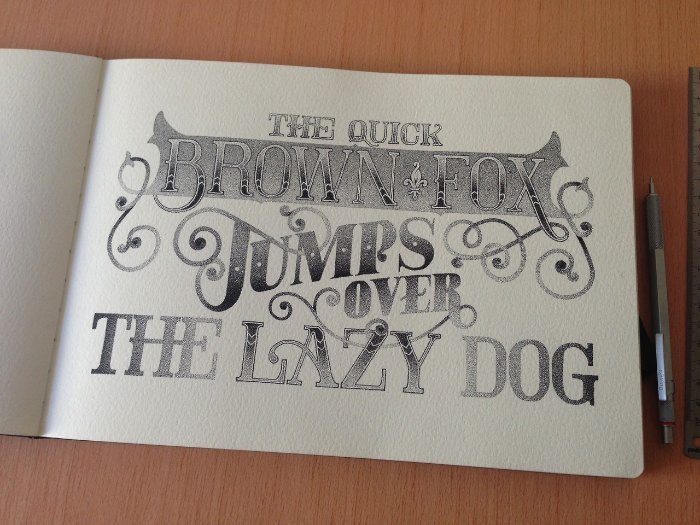 THE QUICK
BROWN FOX
JUMPS
OVER
THE LAZY DOG